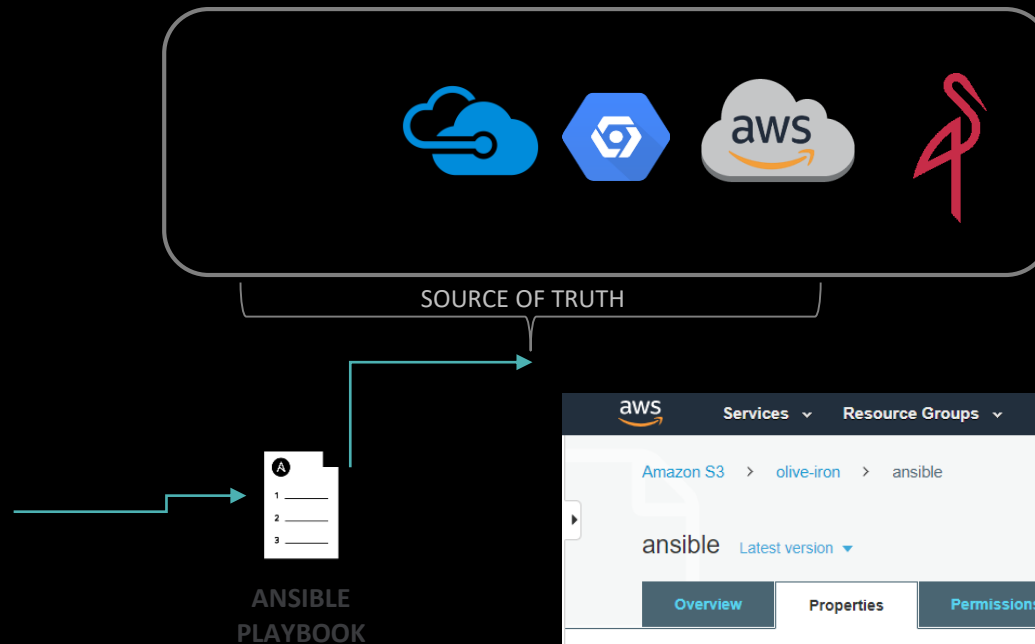 aws
SOURCE OF TRUTH
aws
Services
Resource Groups
Amazon S3 > olive-iron > ansible
ansible Latest version
Overview
Properties
Permissions
A
1
2
3
ANSIBLE
PLAYBOOK